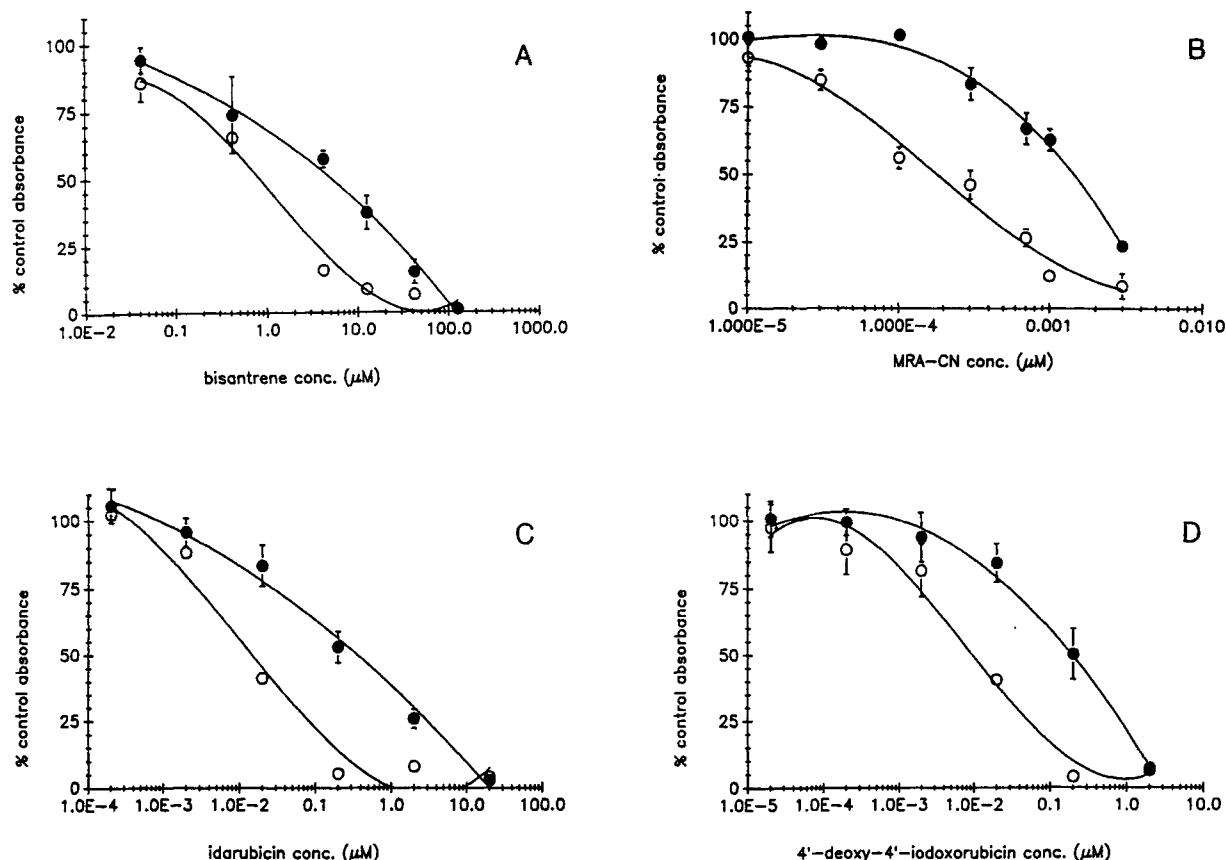 A
100
75
50
25
0
% control absorbance
1.0E-2 0.1 1.0 10.0 100.0 1000.0
bisantrene conc. (μM)
B
100
75
50
25
0
% control absorbance
1.000E-5 1.000E-4 0.001 0.010
MRA-CN conc. (μM)
C
100
75
50
25
0
% control absorbance
1.0E-4 1.0E-3 1.0E-2 0.1 1.0 10.0 100.0
idarubicin conc. (μM)
D
100
75
50
25
0
% control absorbance
1.0E-5 1.0E-4 1.0E-3 1.0E-2 0.1 1.0 10.0
4'-deoxy-4'-iodoxorubicin conc. (μM)